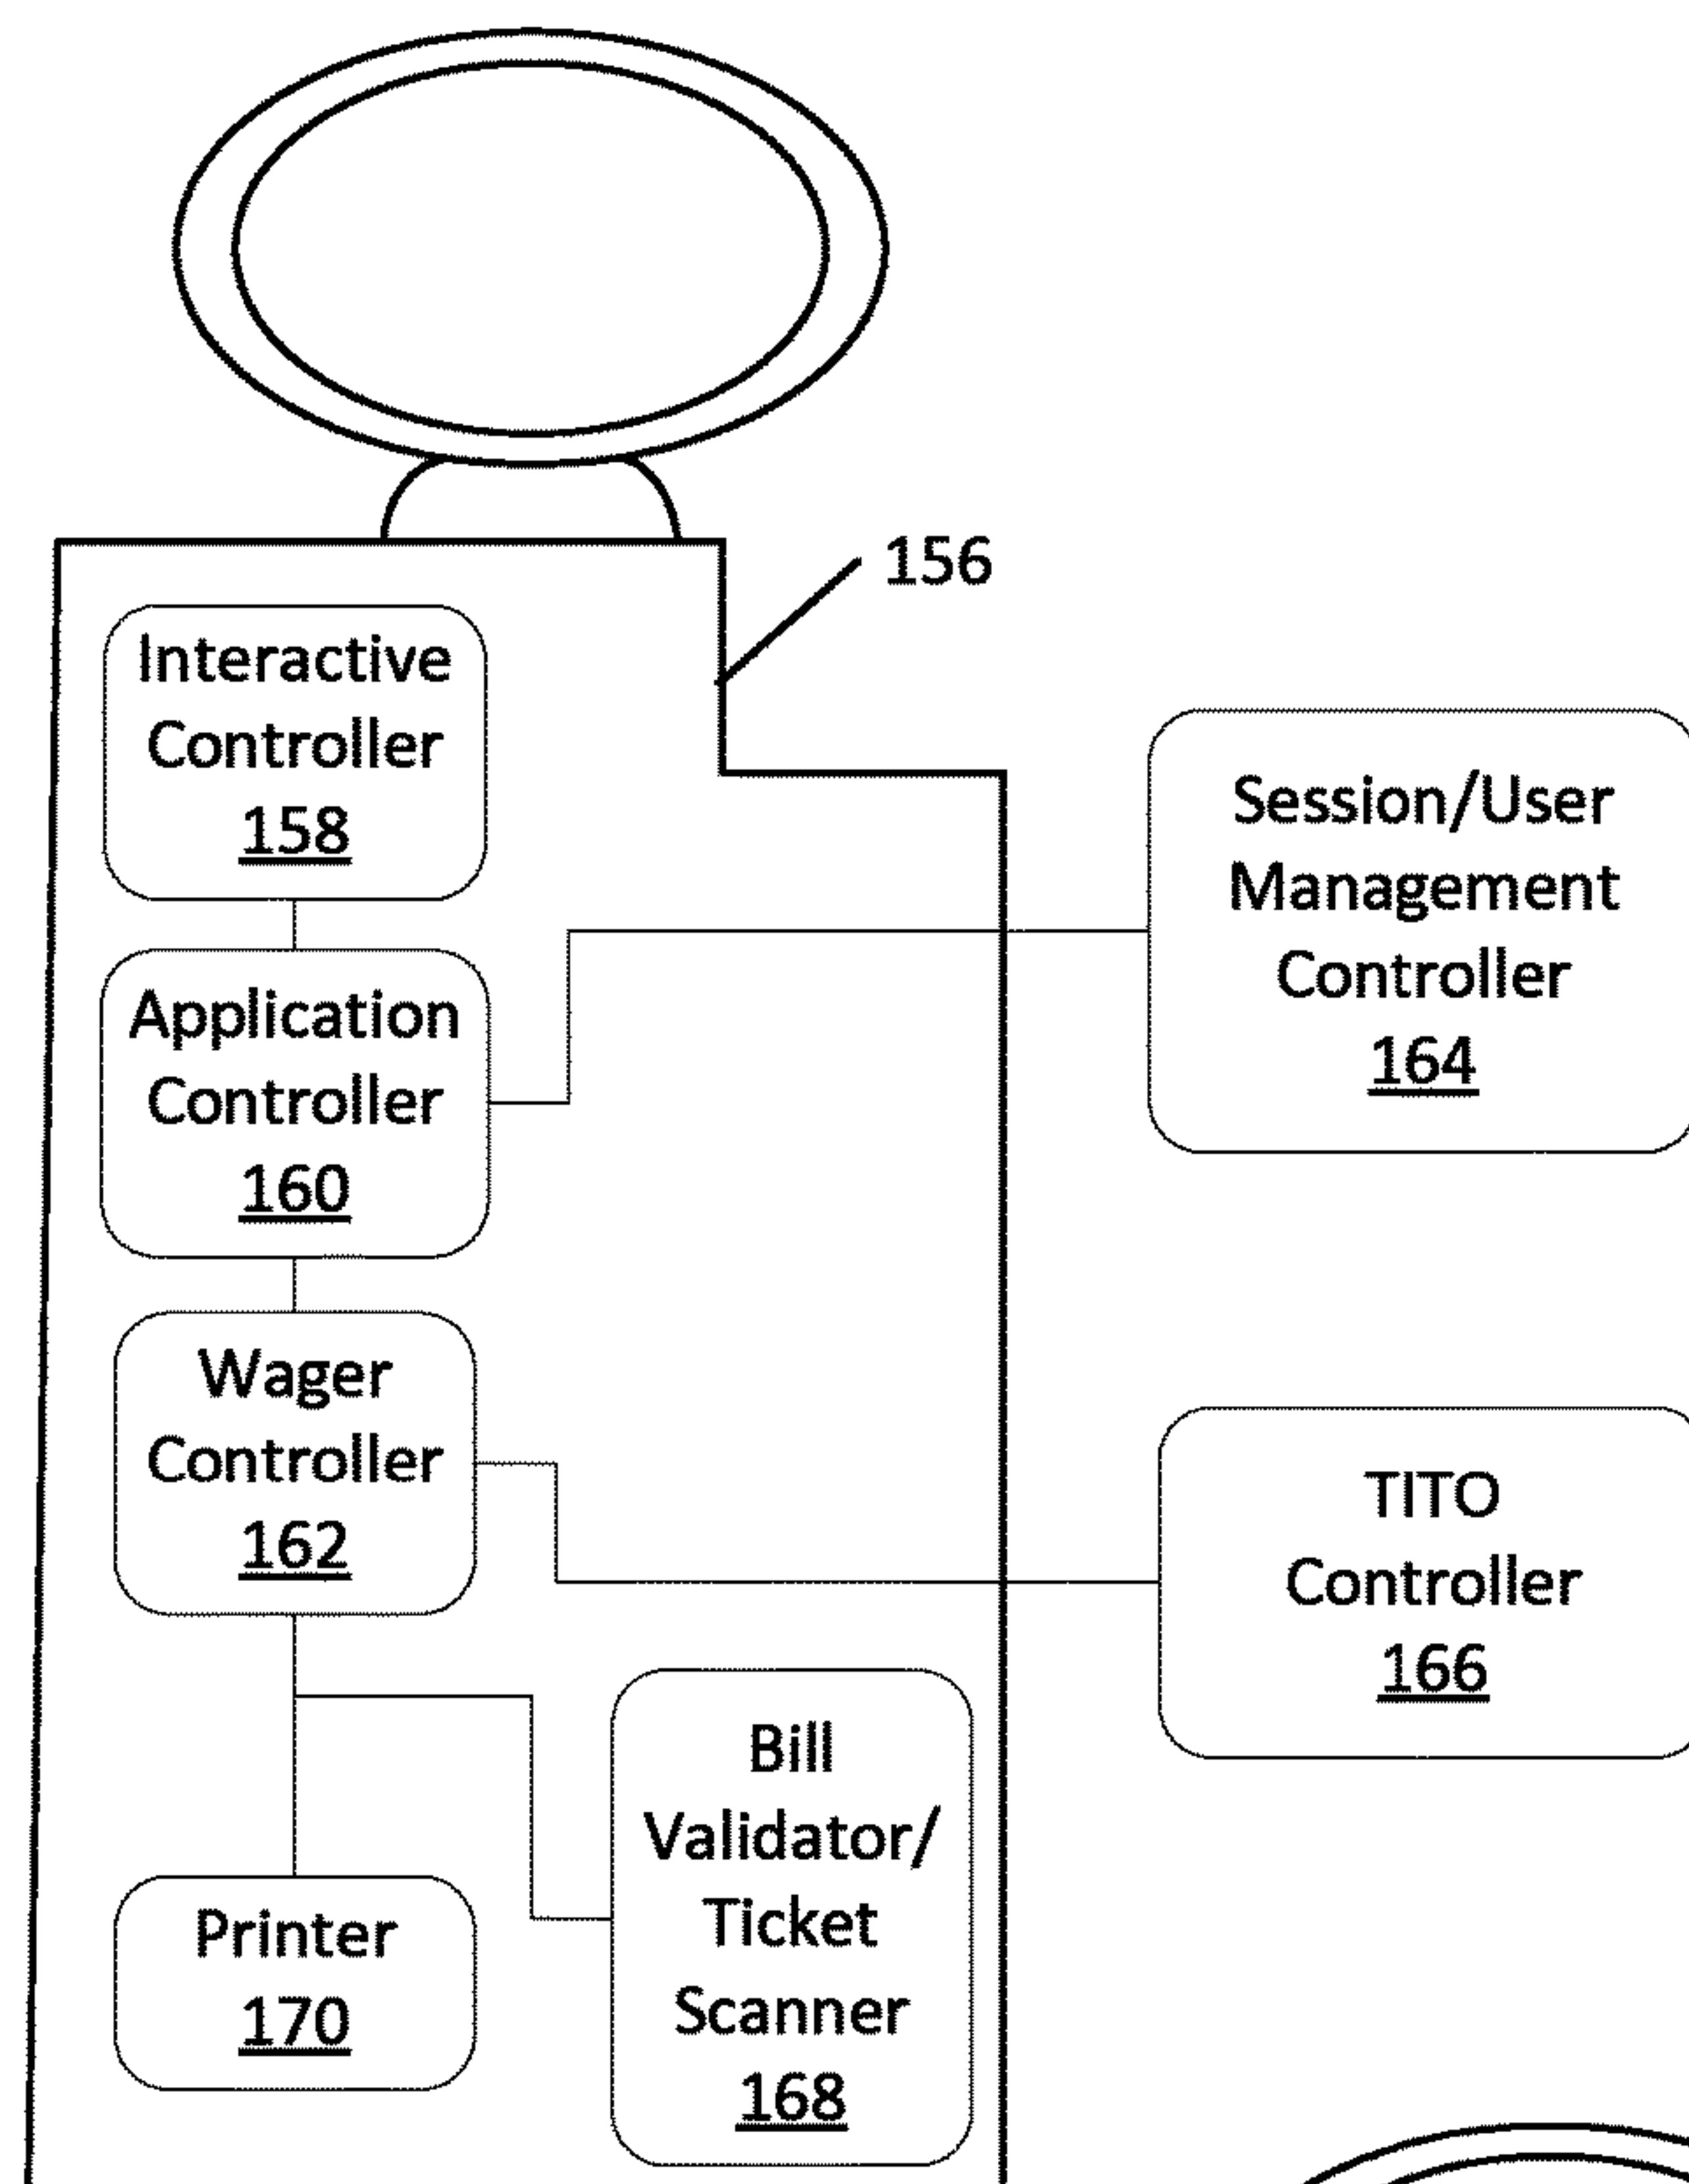 156
Interactive
Controller
158
Session/User
Management
Controller
164
Application
Controller
160
Wager
Controller
162
TITO
Controller
166
Bill
Validator/
Ticket
Scanner
168
Printer
170